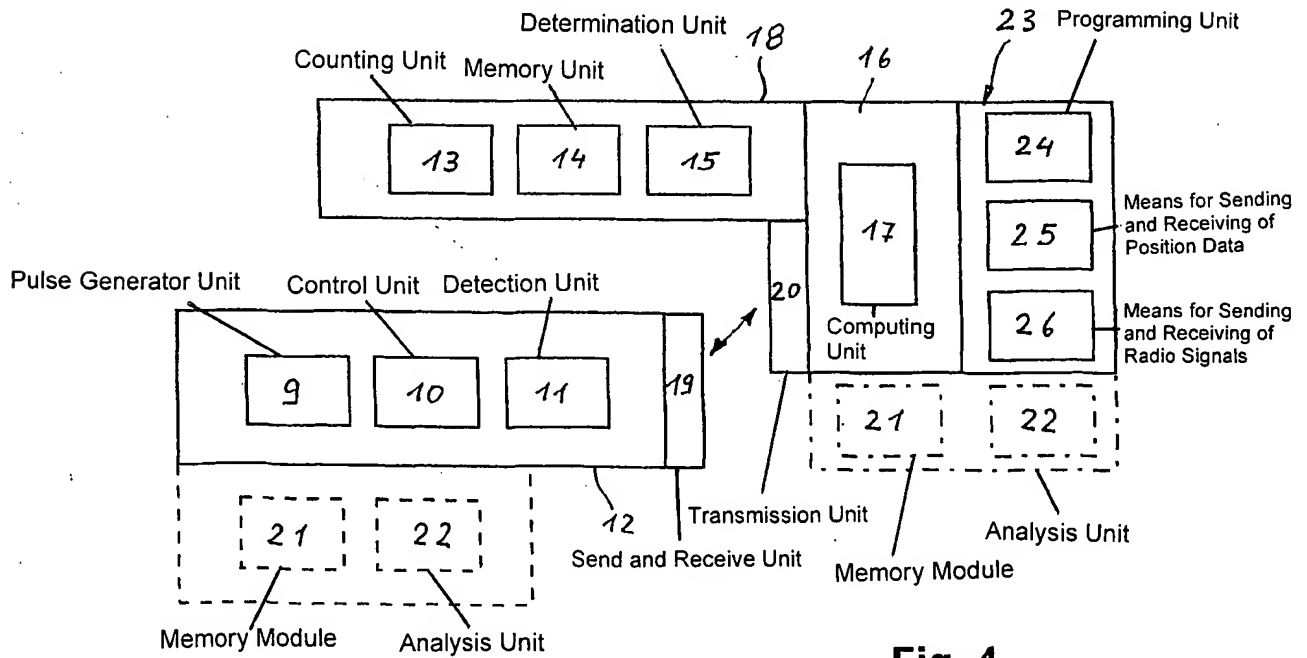 Determination Unit
18
23
Programming Unit
Counting Unit
Memory Unit
16
13
14
15
24
Means for Sending
and Receiving of
Position Data
17
25
Pulse Generator Unit
Control Unit
Detection Unit
20
Computing
Unit
26
Means for Sending
and Receiving of
Radio Signals
9
10
11
19
21
22
21
22
12
Transmission Unit
Send and Receive Unit
Analysis Unit
Memory Module
Memory Module
Analysis Unit
Fig. 4